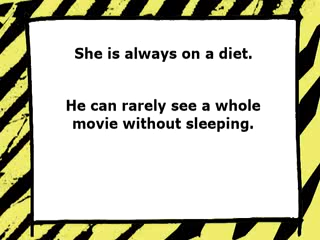 She is always on a diet.
He can rarely see a whole
movie without sleeping.